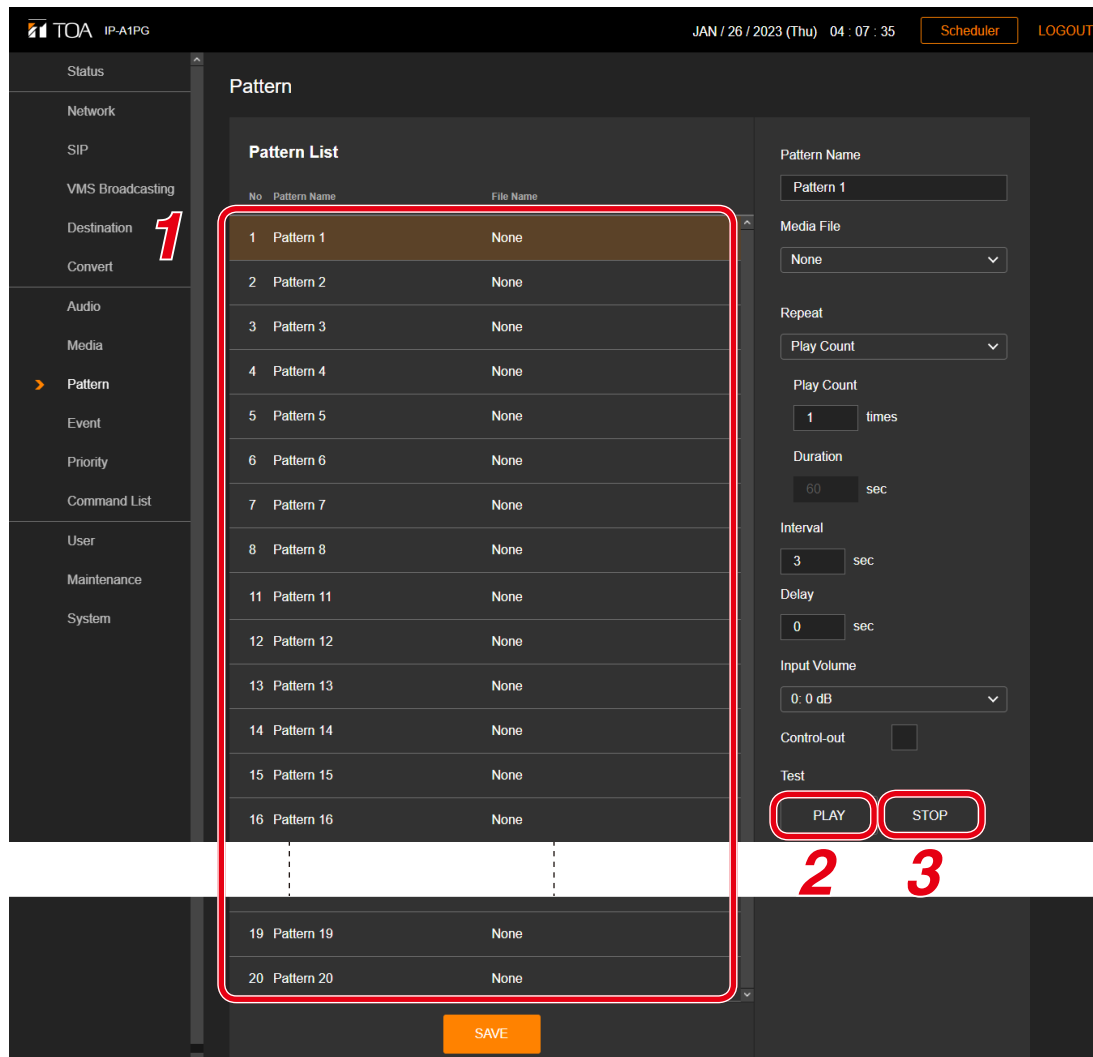 TOA IP-A1PG
JAN / 26 / 2023 (Thu) 04 : 07 : 35
Scheduler
LOGOUT
Status
Network
SIP
VMS Broadcasting
Destination
Convert
Audio
Media
Pattern
Event
Priority
Command List
User
Maintenance
System
1
Pattern
Pattern List
No Pattern Name File Name
1 Pattern 1 None
2 Pattern 2 None
3 Pattern 3 None
4 Pattern 4 None
5 Pattern 5 None
6 Pattern 6 None
7 Pattern 7 None
8 Pattern 8 None
11 Pattern 11 None
12 Pattern 12 None
13 Pattern 13 None
14 Pattern 14 None
15 Pattern 15 None
16 Pattern 16 None
19 Pattern 19 None
20 Pattern 20 None
SAVE
Pattern Name
Pattern 1
Media File
None
Repeat
Play Count
Play Count
1 times
Duration
60 sec
Interval
3 sec
Delay
0 sec
Input Volume
0: 0 dB
Control-out
Test
PLAY STOP
2 3